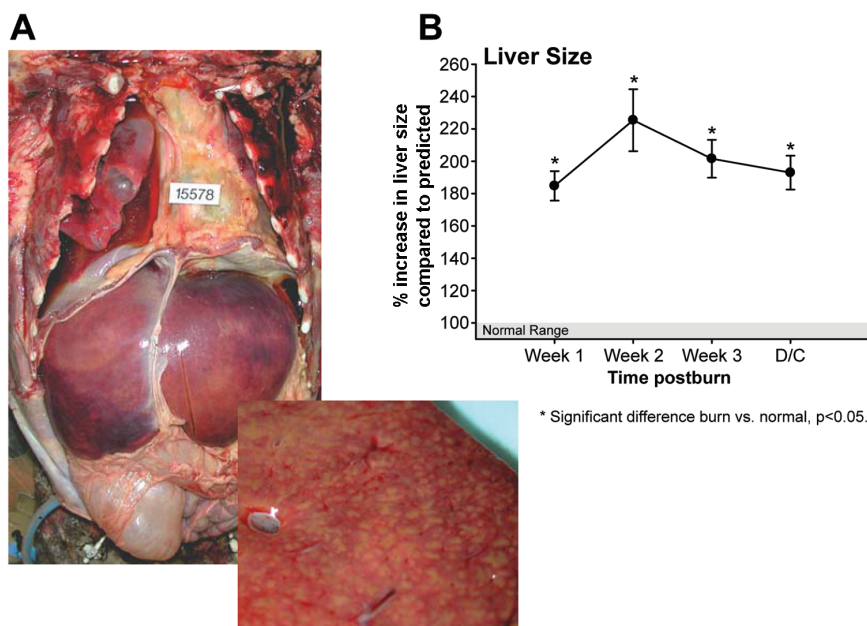 A
15578
B
Liver Size
% increase in liver size
compared to predicted
260
240
220
200
180
160
140
120
100
Normal Range
Week 1 Week 2 Week 3 D/C
Time postburn
* * * *
* Significant difference burn vs. normal, p<0.05.